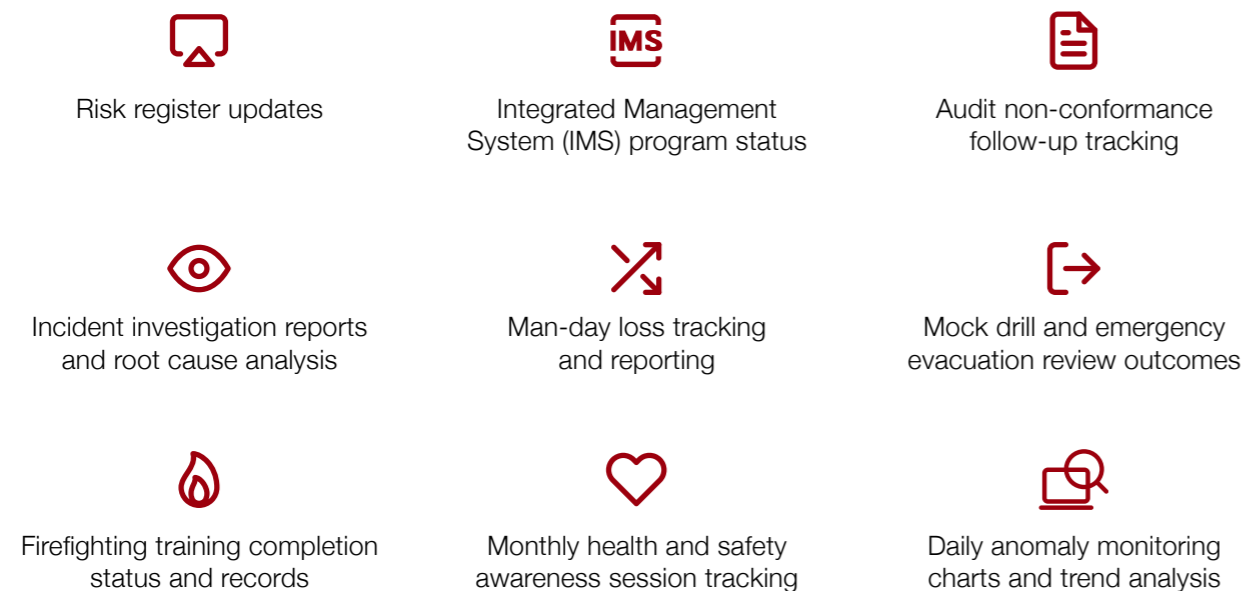 IMS
Risk register updates
Integrated Management
System (IMS) program status
Audit non-conformance
follow-up tracking
Incident investigation reports
and root cause analysis
Man-day loss tracking
and reporting
Mock drill and emergency
evacuation review outcomes
Firefighting training completion
status and records
Monthly health and safety
awareness session tracking
Daily anomaly monitoring
charts and trend analysis